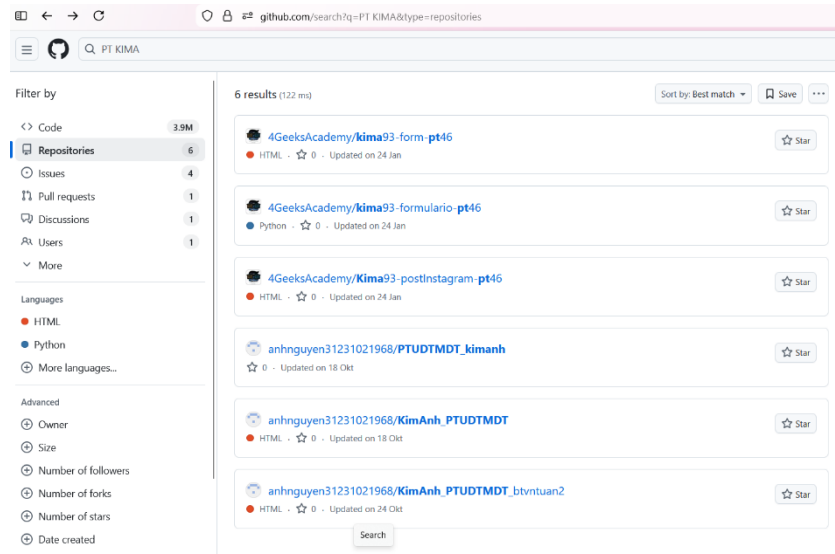 github.com/search?q=PT KIMA&type=repositories
PT KIMA
Filter by
Code 3.9M
Repositories 6
Issues 4
Pull requests 1
Discussions 1
Users 1
More
Languages
HTML
Python
More languages...
Advanced
Owner
Size
Number of followers
Number of forks
Number of stars
Date created
6 results (122 ms)
Sort by: Best match
Save
4GeeksAcademy/kima93-form-pt46
HTML · 0 · Updated on 24 Jan
Star
4GeeksAcademy/kima93-formulario-pt46
Python · 0 · Updated on 24 Jan
Star
4GeeksAcademy/Kima93-postInstagram-pt46
HTML · 0 · Updated on 24 Jan
Star
anhnguyen31231021968/PTUDTMDT_kimanh
0 · Updated on 18 Okt
Star
anhnguyen31231021968/KimAnh_PTUDTMDT
HTML · 0 · Updated on 18 Okt
Star
anhnguyen31231021968/KimAnh_PTUDTMDT_btvntuan2
HTML · 0 · Updated on 24 Okt
Star
Search